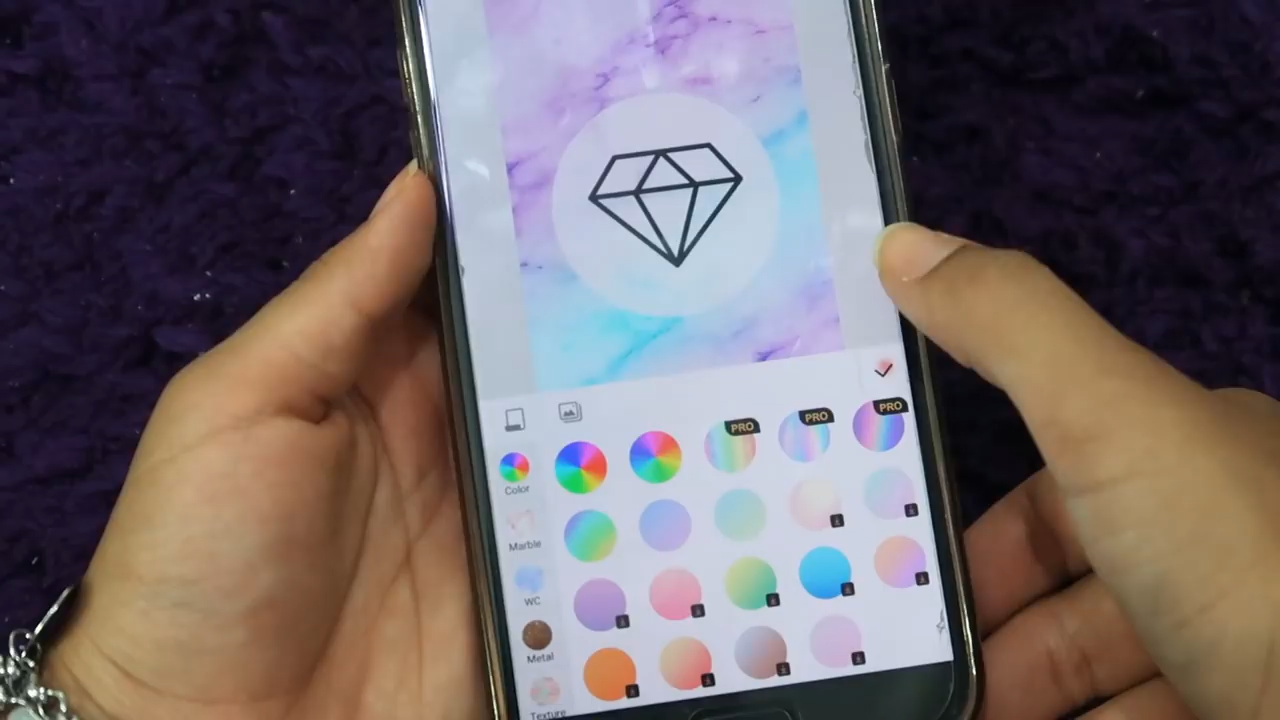 PRO
PRO
PRO
Color
Marble
WC
Metal
Texture